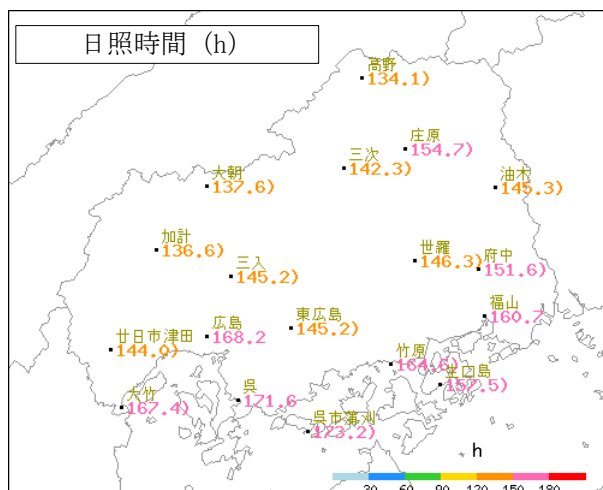 日照時間 (h)
高野
134.1)
庄原
154.7)
三次
142.3)
大朝
137.6)
油木
145.3)
加計
136.6)
三入
145.2)
世羅
146.3)
府中
151.6)
福山
160.7
東広島
145.2)
広島
168.2
廿日市津田
144.0)
竹原
164.6)
生口島
157.5)
大竹
167.4)
呉
171.6
呉市蒲刈
173.2)
h
30 60 90 120 150 180